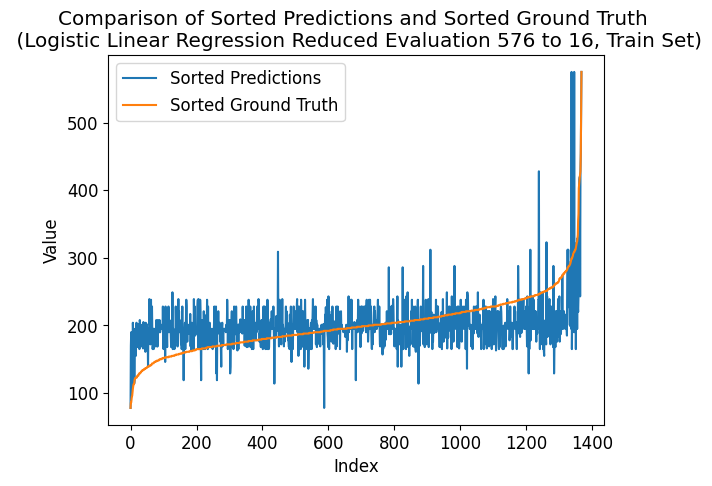 Comparison of Sorted Predictions and Sorted Ground Truth
(Logistic Linear Regression Reduced Evaluation 576 to 16, Train Set)
Sorted Predictions
Sorted Ground Truth
500
400
300
200
100
Value
0 200 400 600 800 1000 1200 1400
Index